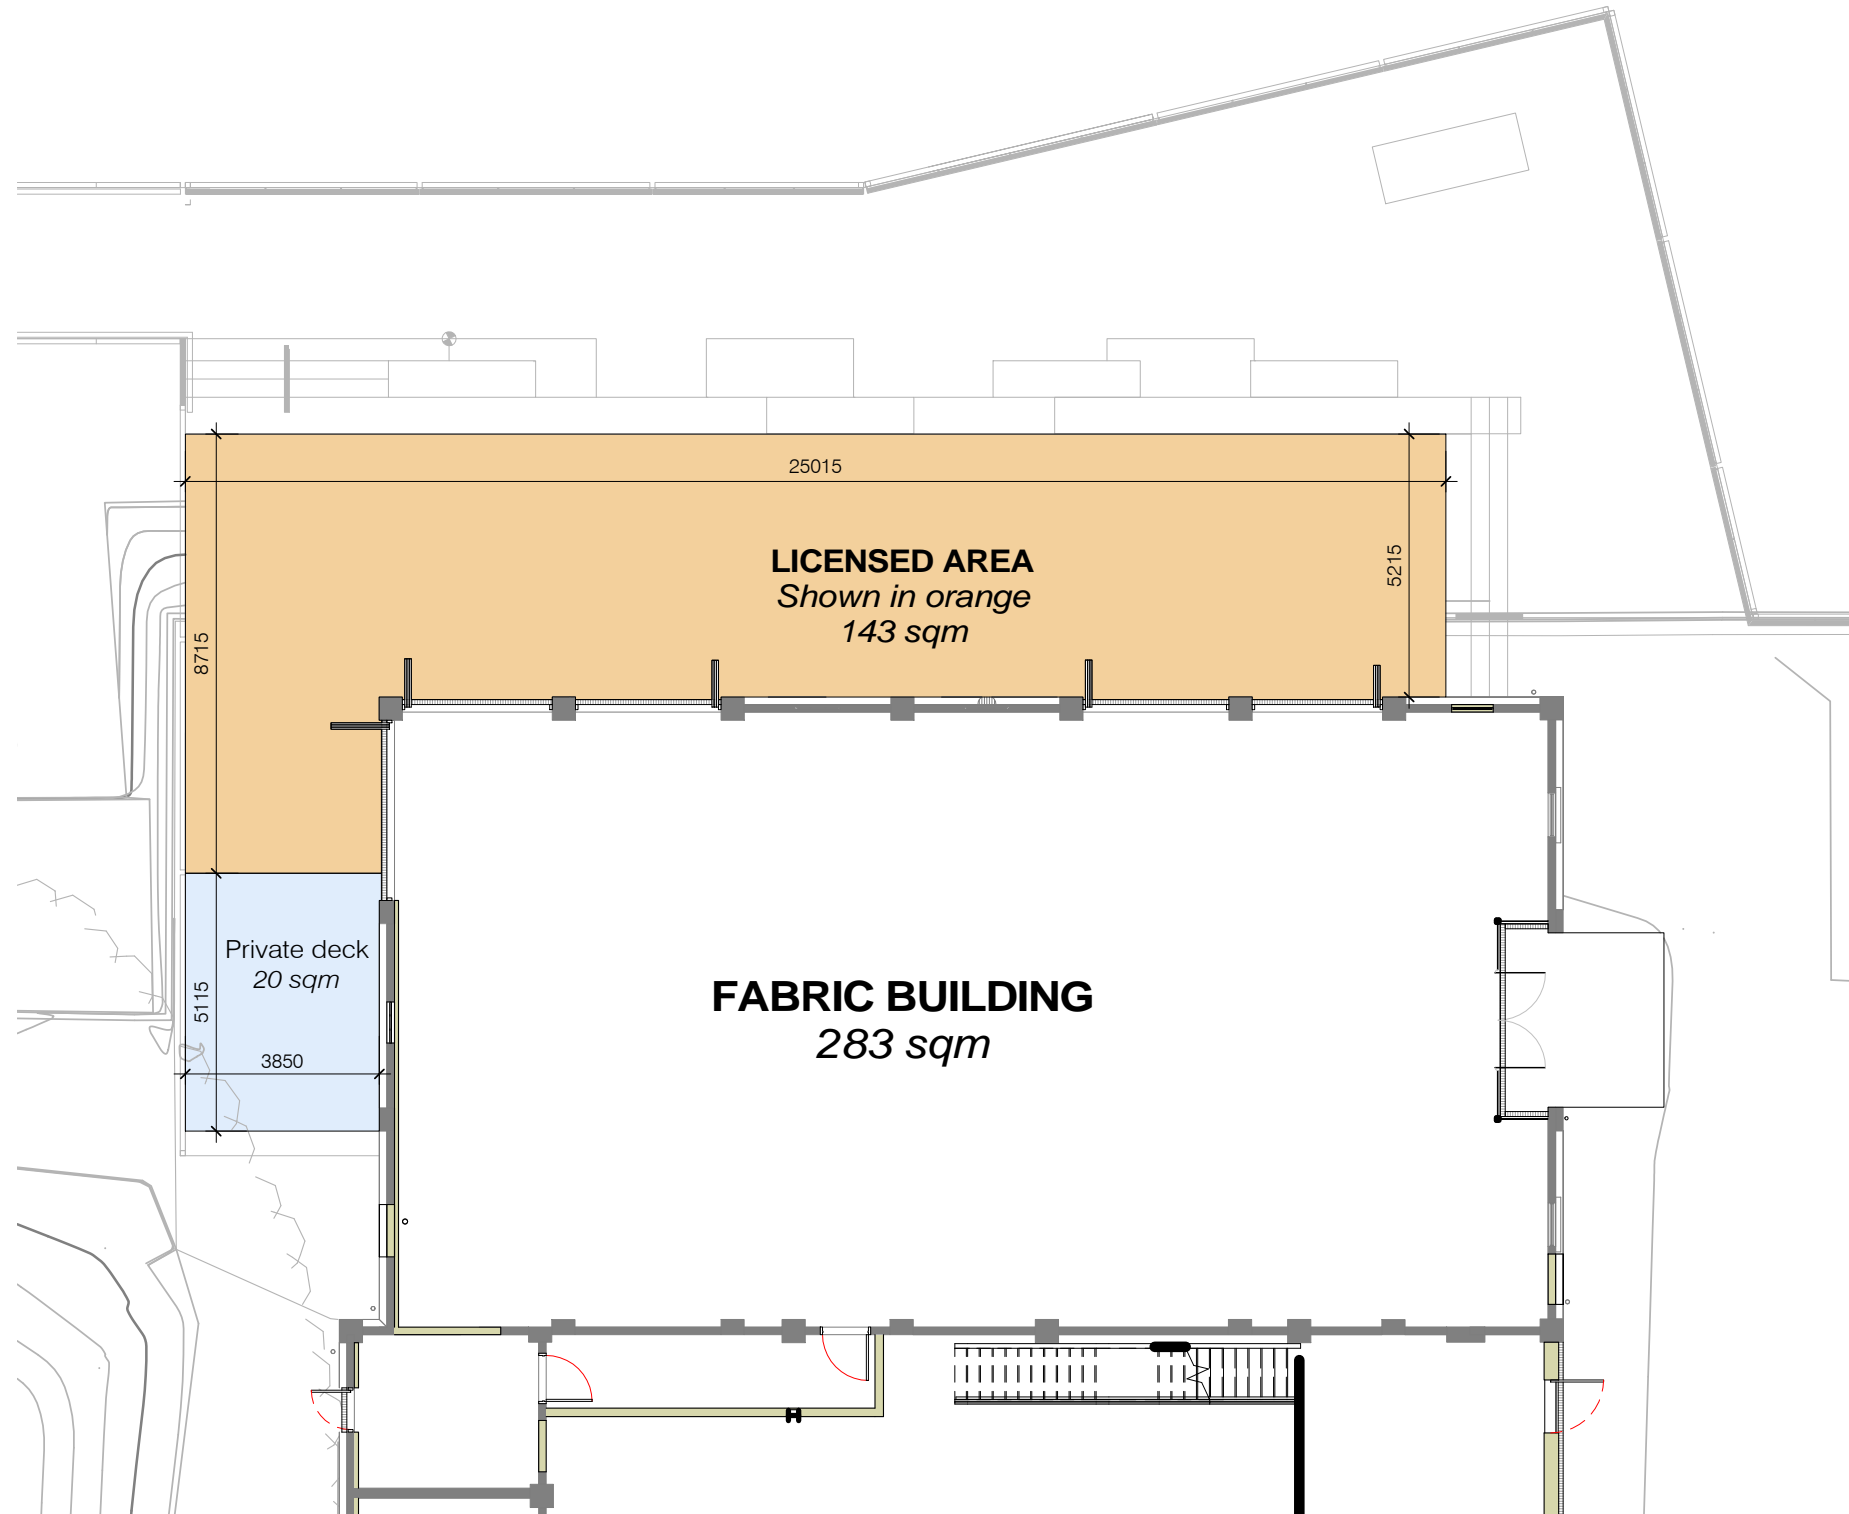 25015
LICENSED AREA
Shown in orange
143 sqm
5215
8715
Private deck
20 sqm
5115
3850
FABRIC BUILDING
283 sqm